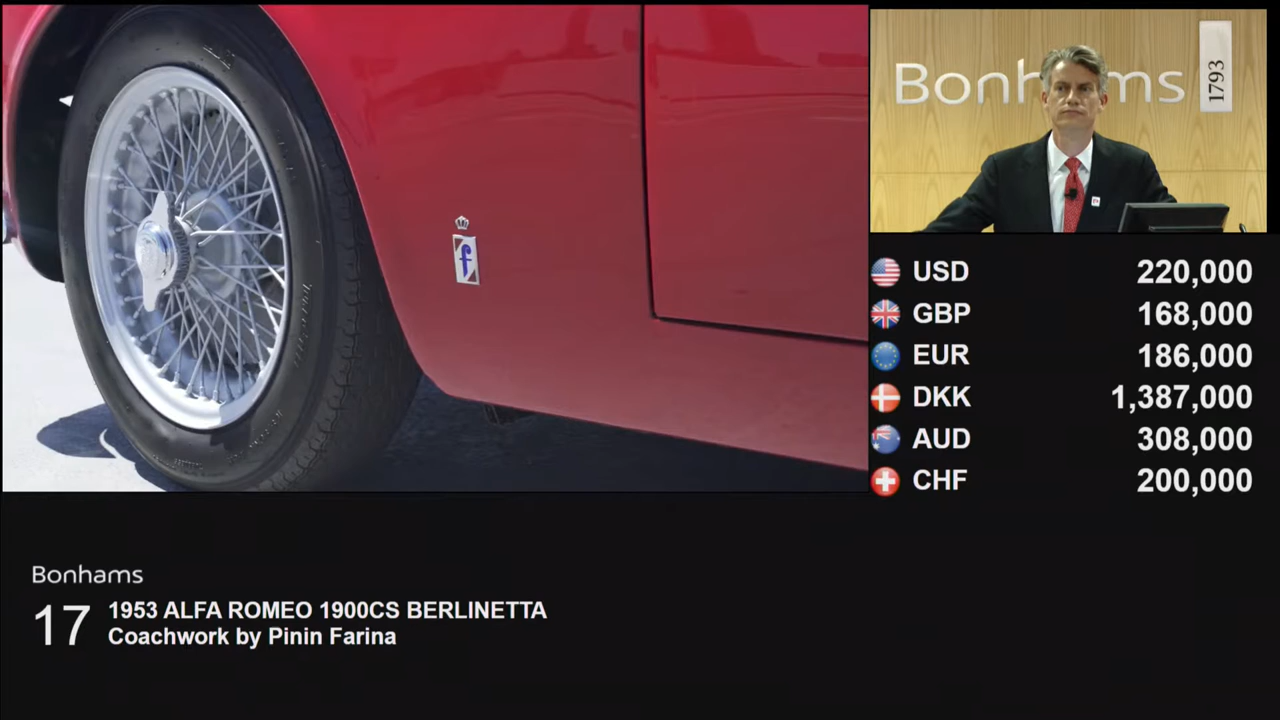 Bonhams
1793
f
USD 220,000
GBP 168,000
EUR 186,000
DKK 1,387,000
AUD 308,000
CHF 200,000
Bonhams
17 1953 ALFA ROMEO 1900CS BERLINETTA
Coachwork by Pinin Farina